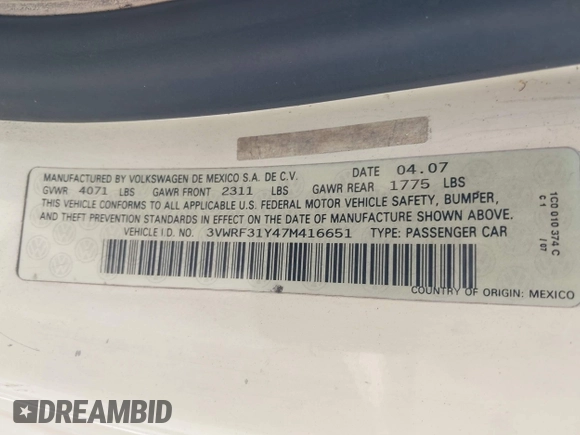 MANUFACTURED BY VOLKSWAGEN DE MEXICO S.A. DE C.V. DATE 04.07
GVWR 4071 LBS GAWR FRONT 2311 LBS GAWR REAR 1775 LBS
THIS VEHICLE CONFORMS TO ALL APPLICABLE U.S. FEDERAL MOTOR VEHICLE SAFETY, BUMPER,
AND THEFT PREVENTION STANDARDS IN EFFECT ON THE DATE OF MANUFACTURE SHOWN ABOVE.
VEHICLE I.D. NO. 3VWRF31Y47M416651 TYPE: PASSENGER CAR
COUNTRY OF ORIGIN: MEXICO
1C0 010 374 C
C 1 / 07
DREAMBID